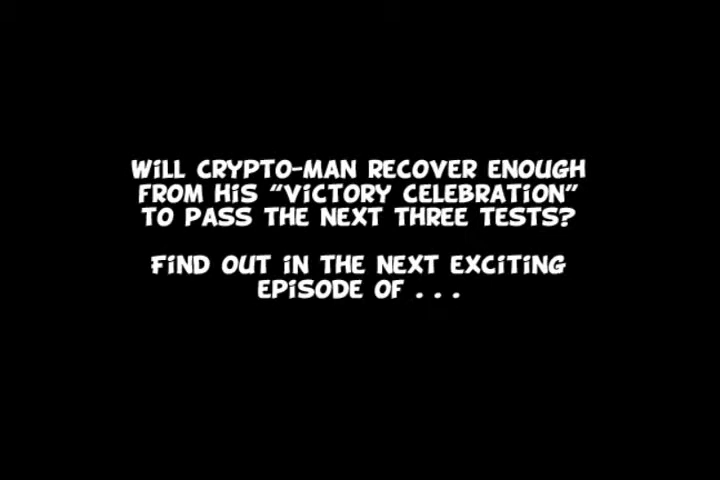 WILL CRYPTO-MAN RECOVER ENOUGH
FROM HIS "VICTORY CELEBRATION"
TO PASS THE NEXT THREE TESTS?
FIND OUT IN THE NEXT EXCITING
EPISODE OF . . .